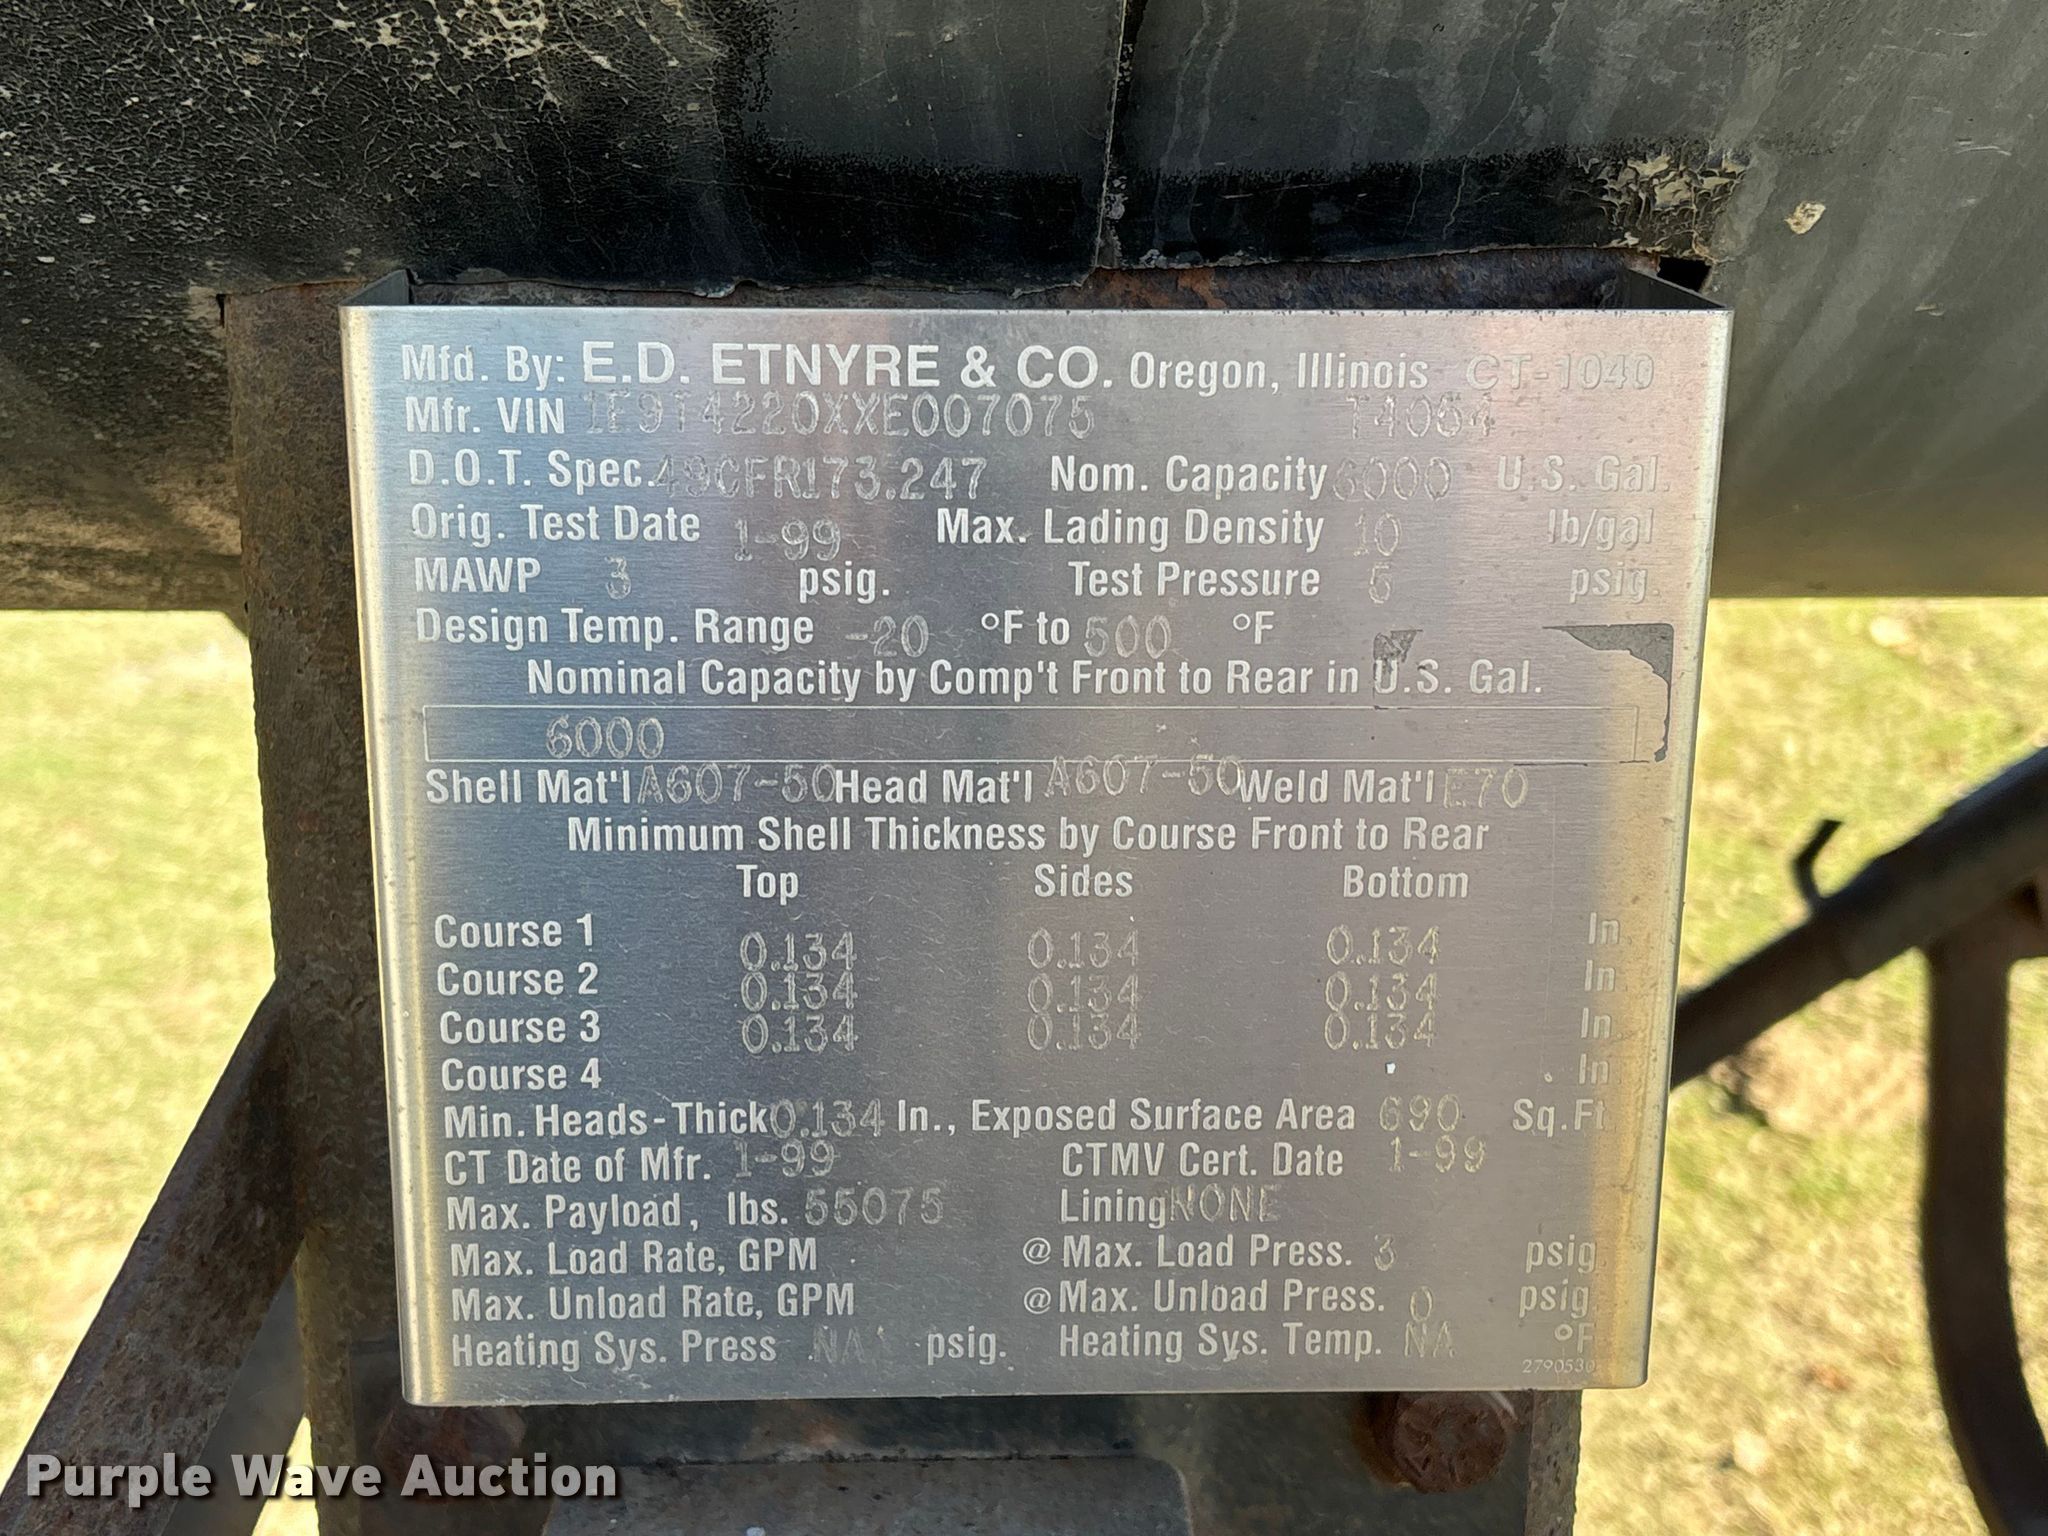 Mfd. By: E.D. ETNYRE & CO. Oregon, Illinois CT-1040
Mfr. VIN 1E9T4220XXE007075 T4054
D.O.T. Spec. 49CFR173.247 Nom. Capacity 6000 U.S. Gal.
Orig. Test Date 1-99 Max. Lading Density 10 lb/gal
MAWP 3 psig. Test Pressure 5 psig.
Design Temp. Range -20 °F to 500 °F
Nominal Capacity by Comp't Front to Rear in U.S. Gal.
6000
Shell Mat'l A607-50 Head Mat'l A607-50 Weld Mat'l E70
Minimum Shell Thickness by Course Front to Rear
Top Sides Bottom
Course 1 0.134 0.134 0.134 In.
Course 2 0.134 0.134 0.134 In.
Course 3 0.134 0.134 0.134 In.
Course 4 In.
Min. Heads-Thick 0.134 In., Exposed Surface Area 690 Sq.Ft.
CT Date of Mfr. 1-99 CTMV Cert. Date 1-99
Max. Payload, lbs. 55075 Lining NONE
Max. Load Rate, GPM @ Max. Load Press. 3 psig.
Max. Unload Rate, GPM @ Max. Unload Press. 0 psig.
Heating Sys. Press NA psig. Heating Sys. Temp. NA °F
2790530
Purple Wave Auction